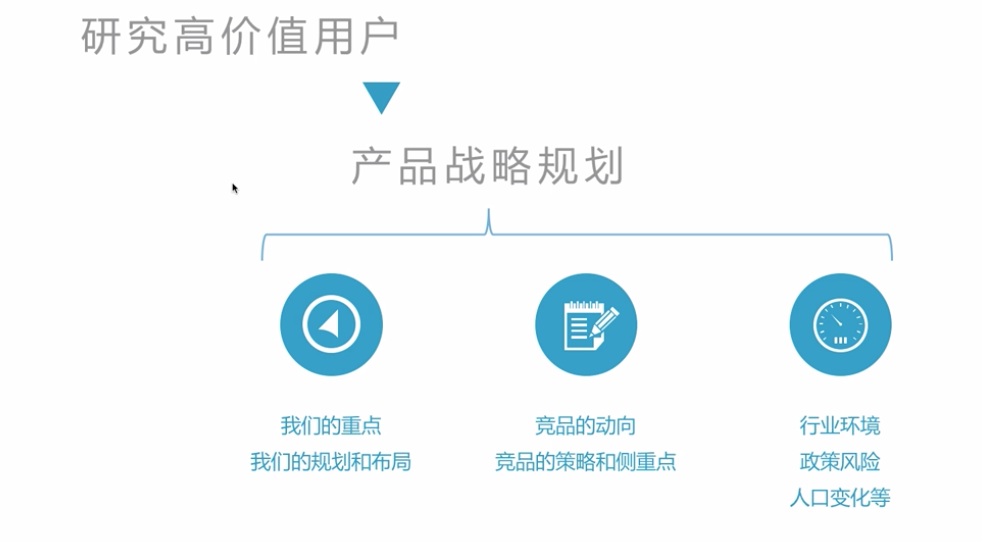 研究高价值用户
产品战略规划
我们的重点
我们的规划和布局
竞品的动向
竞品的策略和侧重点
行业环境
政策风险
人口变化等